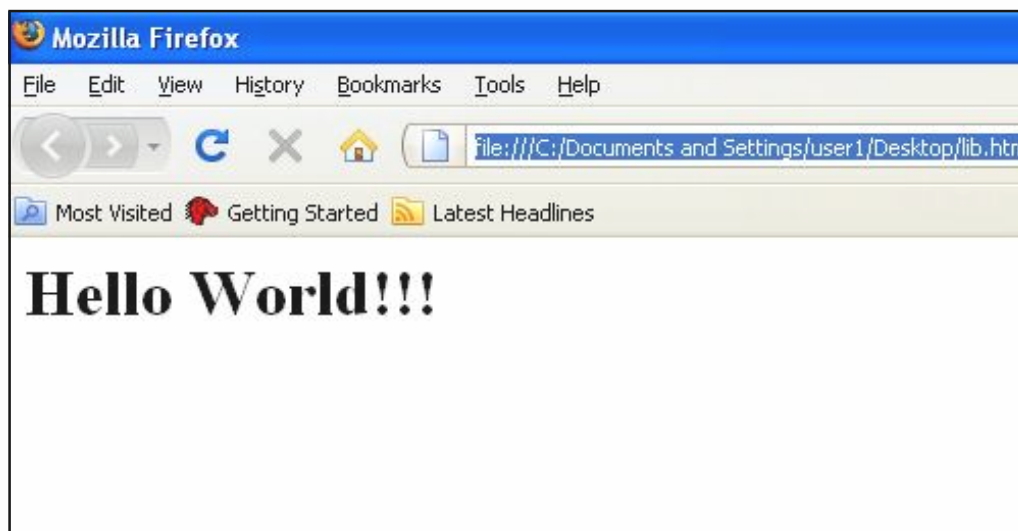 Mozilla Firefox
File Edit View History Bookmarks Tools Help
file:///C:/Documents and Settings/user1/Desktop/lib.htm
Most Visited Getting Started Latest Headlines
Hello World!!!